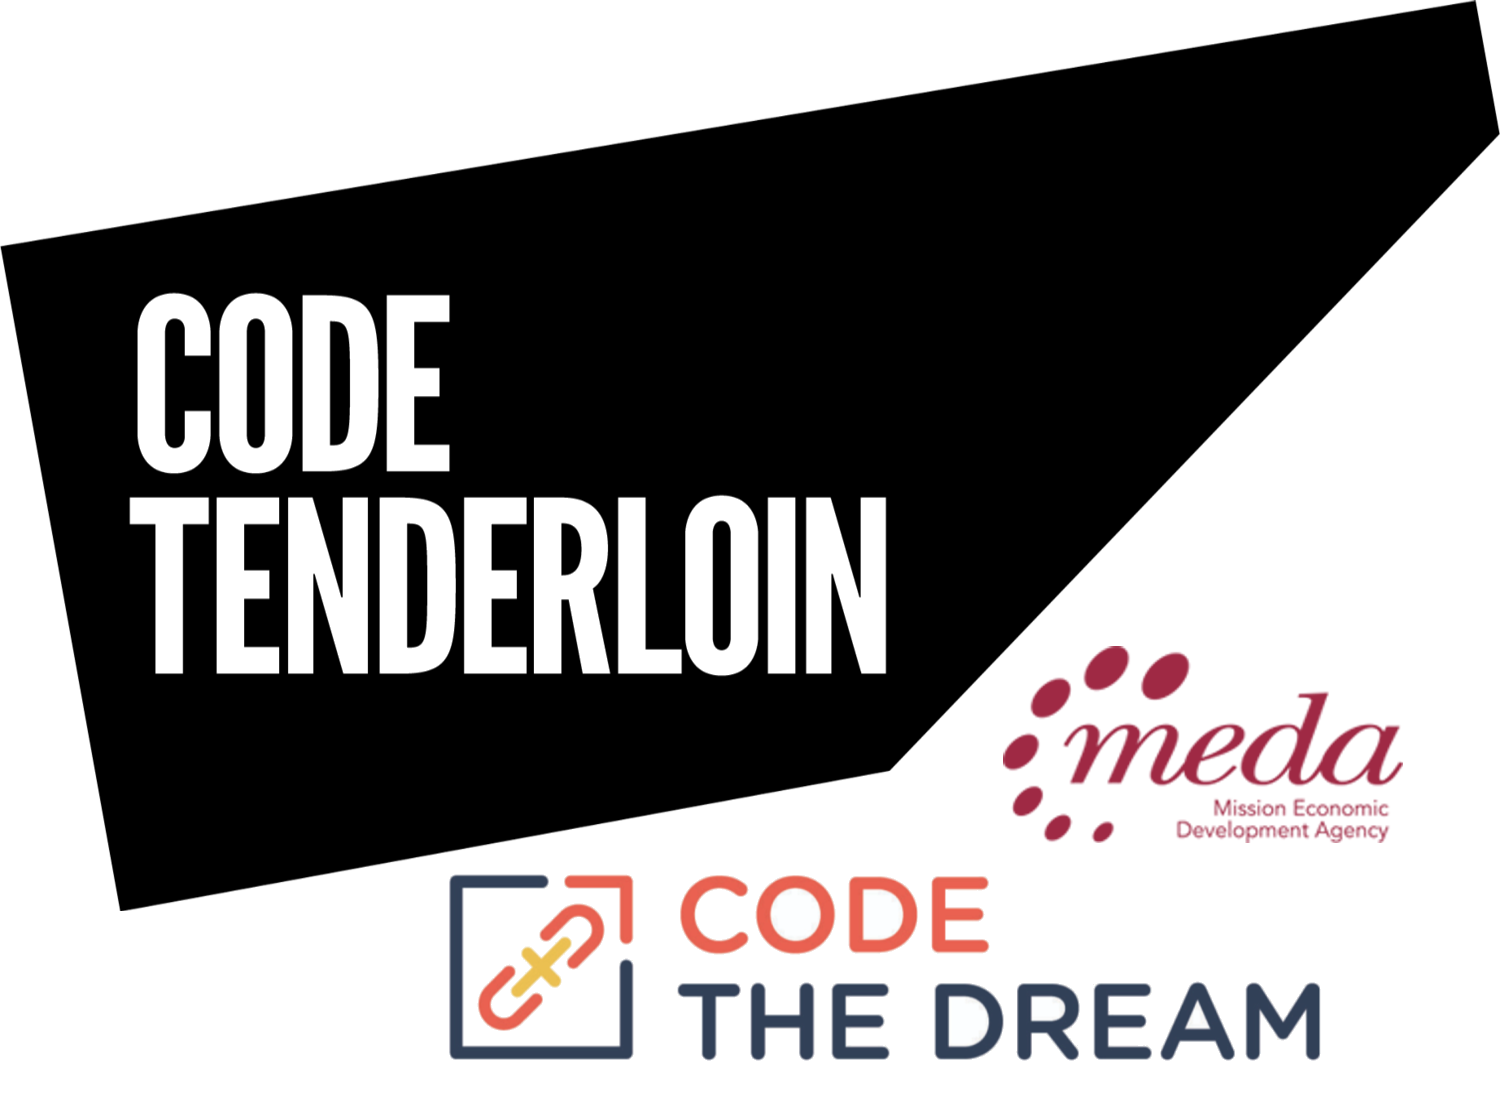 CODE
TENDERLOIN
meda
Mission Economic
Development Agency
CODE
THE DREAM